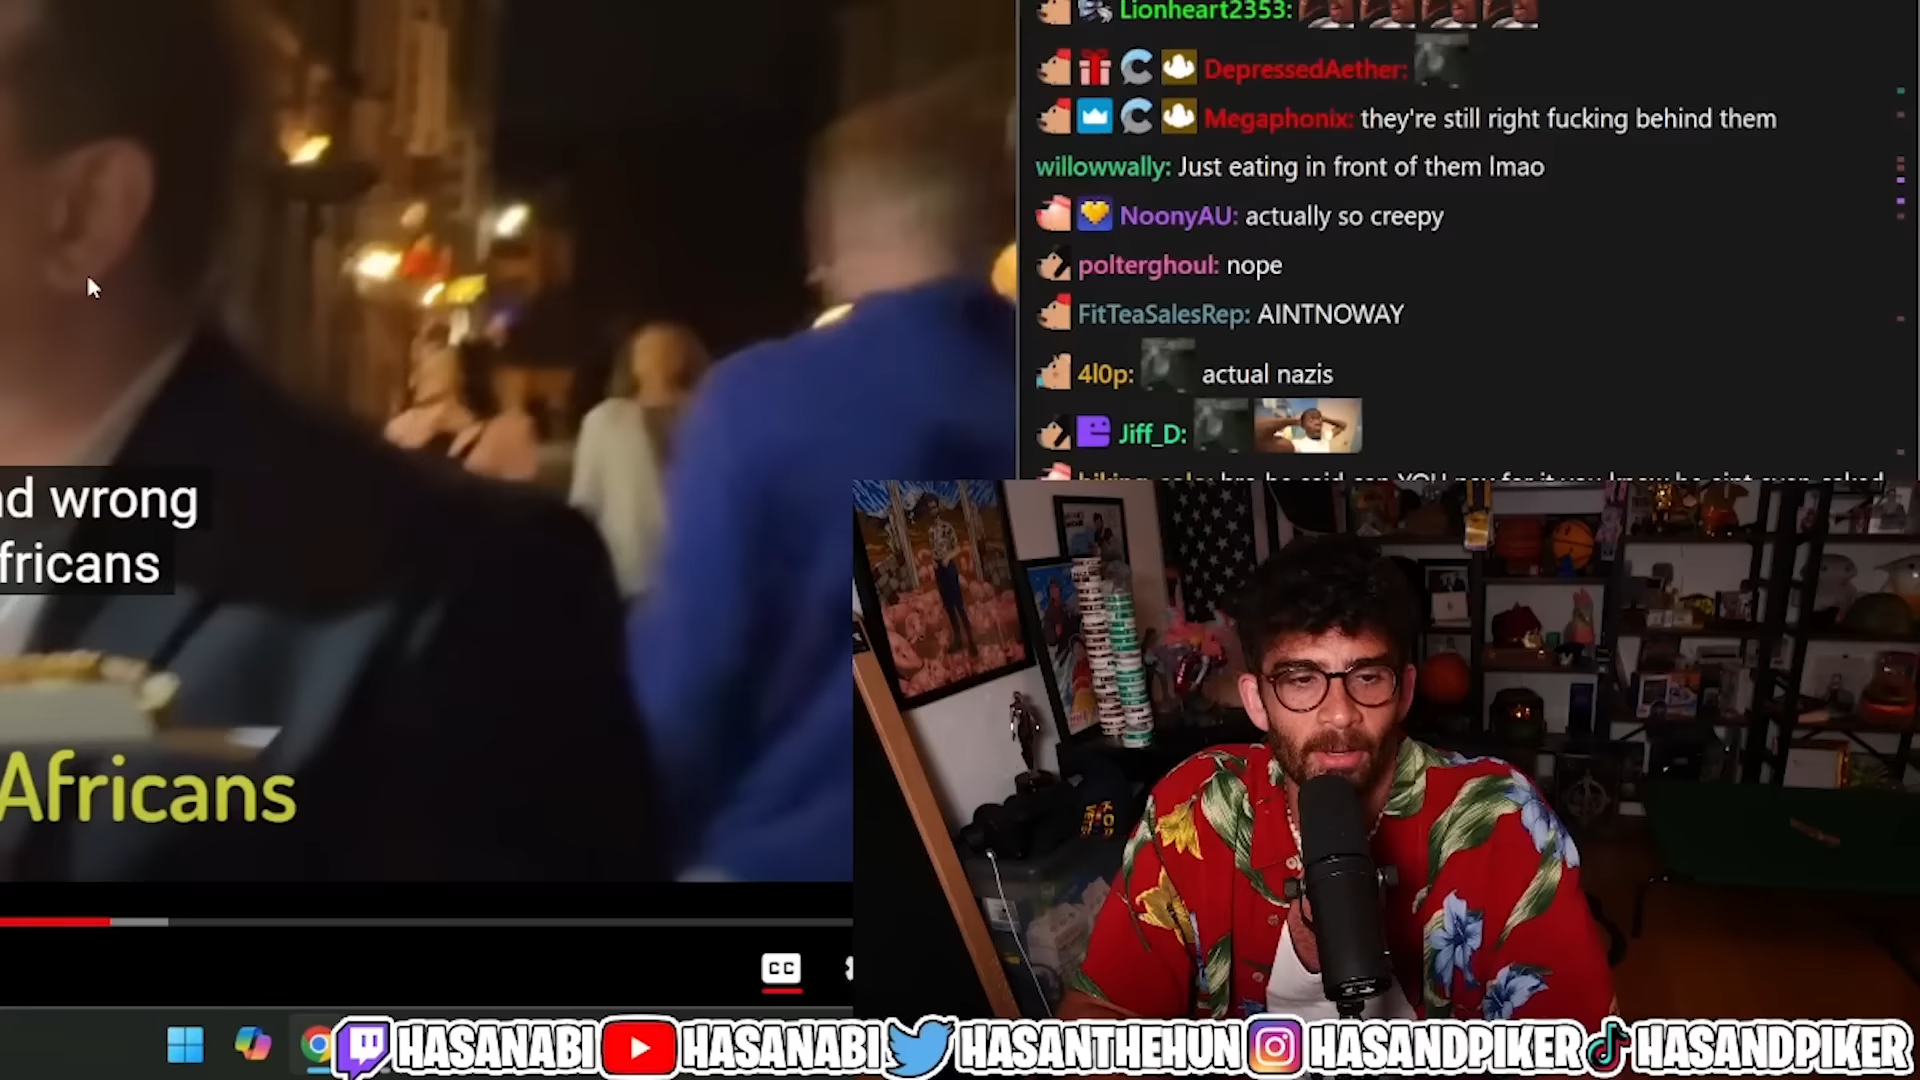 Lionheart2353:
DepressedAether:
Megaphonix: they're still right fucking behind them
willowwally: Just eating in front of them lmao
NoonyAU: actually so creepy
polterghoul: nope
FitTeaSalesRep: AINTNOWAY
4l0p: actual nazis
Jiff_D:
nd wrong
fricans
Africans
CC
HASANABI HASANABI HASANTHEHUN HASANDPIKER HASANDPIKER